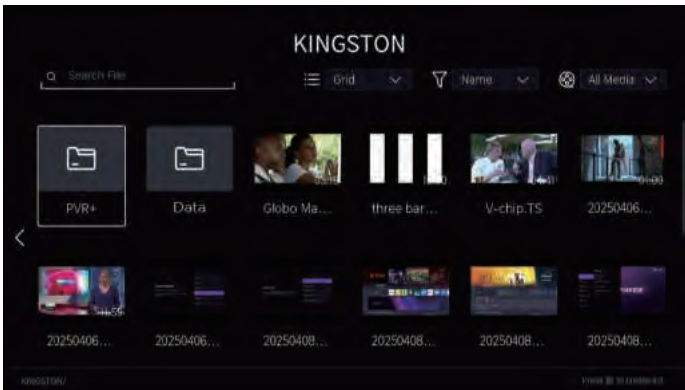 KINGSTON
Search File
Grid
Name
All Media
PVR+
Data
Globo Ma...
three bar...
V-chip.TS
20250406...
20250406...
20250406...
20250408...
20250408...
20250408...
20250408...
KINGSTON/